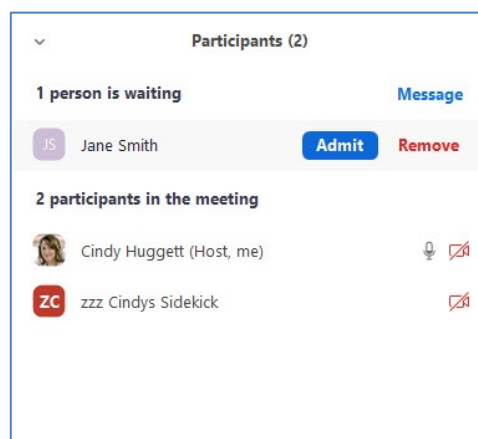 Participants (2)
1 person is waiting Message
JS Jane Smith Admit Remove
2 participants in the meeting
Cindy Huggett (Host, me)
ZC zzz Cindys Sidekick